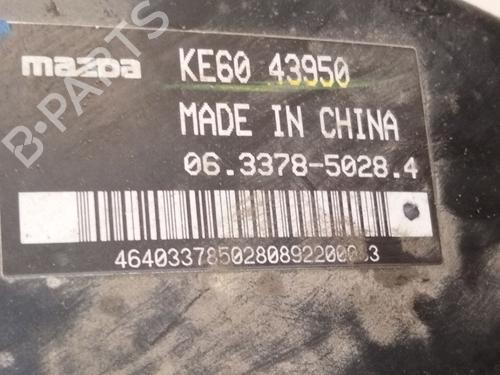 B-PARTS
mazda KE60 43950
MADE IN CHINA
06.3378-5028.4